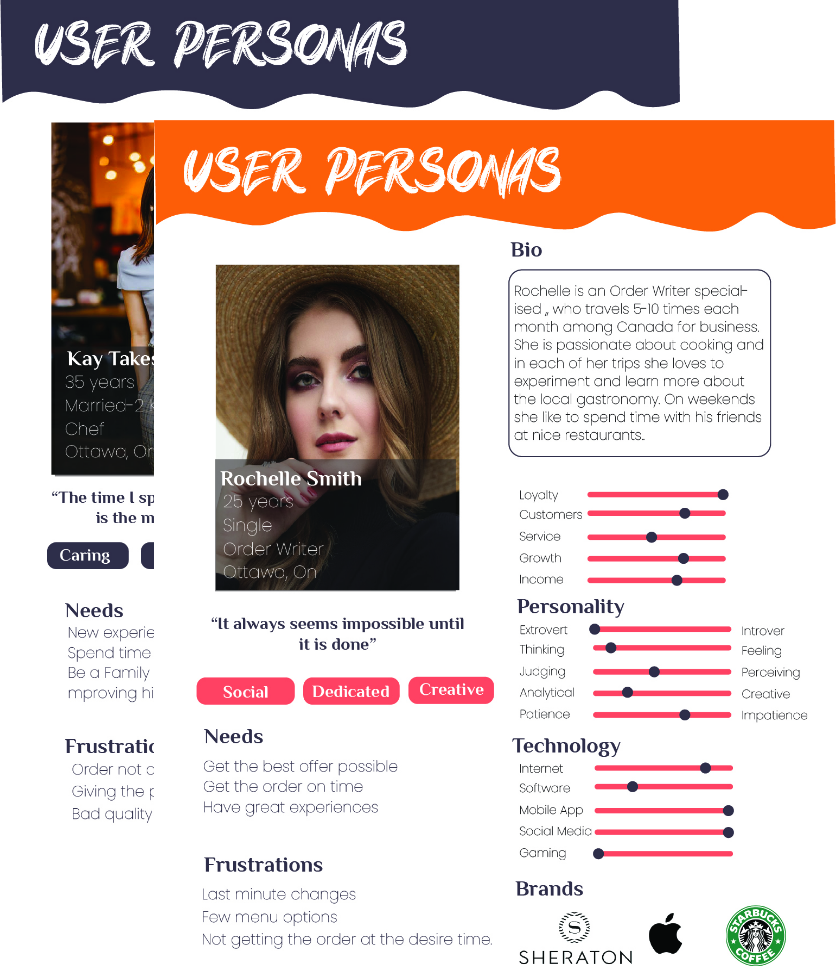 USER PERSONAS
Kay Takes
35 years
Married-2
Chef
Ottawa, On
“The time I sp
is the m
Caring
Needs
New experie
Spend time
Be a Family
mproving hi
Frustratio
Order not c
Giving the p
Bad quality
USER PERSONAS
Rochelle Smith
25 years
Single
Order Writer
Ottawa, On
“It always seems impossible until
it is done”
Social Dedicated Creative
Needs
Get the best offer possible
Get the order on time
Have great experiences
Frustrations
Last minute changes
Few menu options
Not getting the order at the desire time.
Bio
Rochelle is an Order Writer special-
ised ,, who travels 5-10 times each
month among Canada for business.
She is passionate about cooking and
in each of her trips she loves to
experiment and learn more about
the local gastronomy. On weekends
she like to spend time with his friends
at nice restaurants..
Loyalty
Customers
Service
Growth
Income
Personality
Extrovert Introver
Thinking Feeling
Judging Perceiving
Analytical Creative
Patience Impatience
Technology
Internet
Software
Mobile App
Social Media
Gaming
Brands
S
SHERATON
STARBUCKS
COFFEE